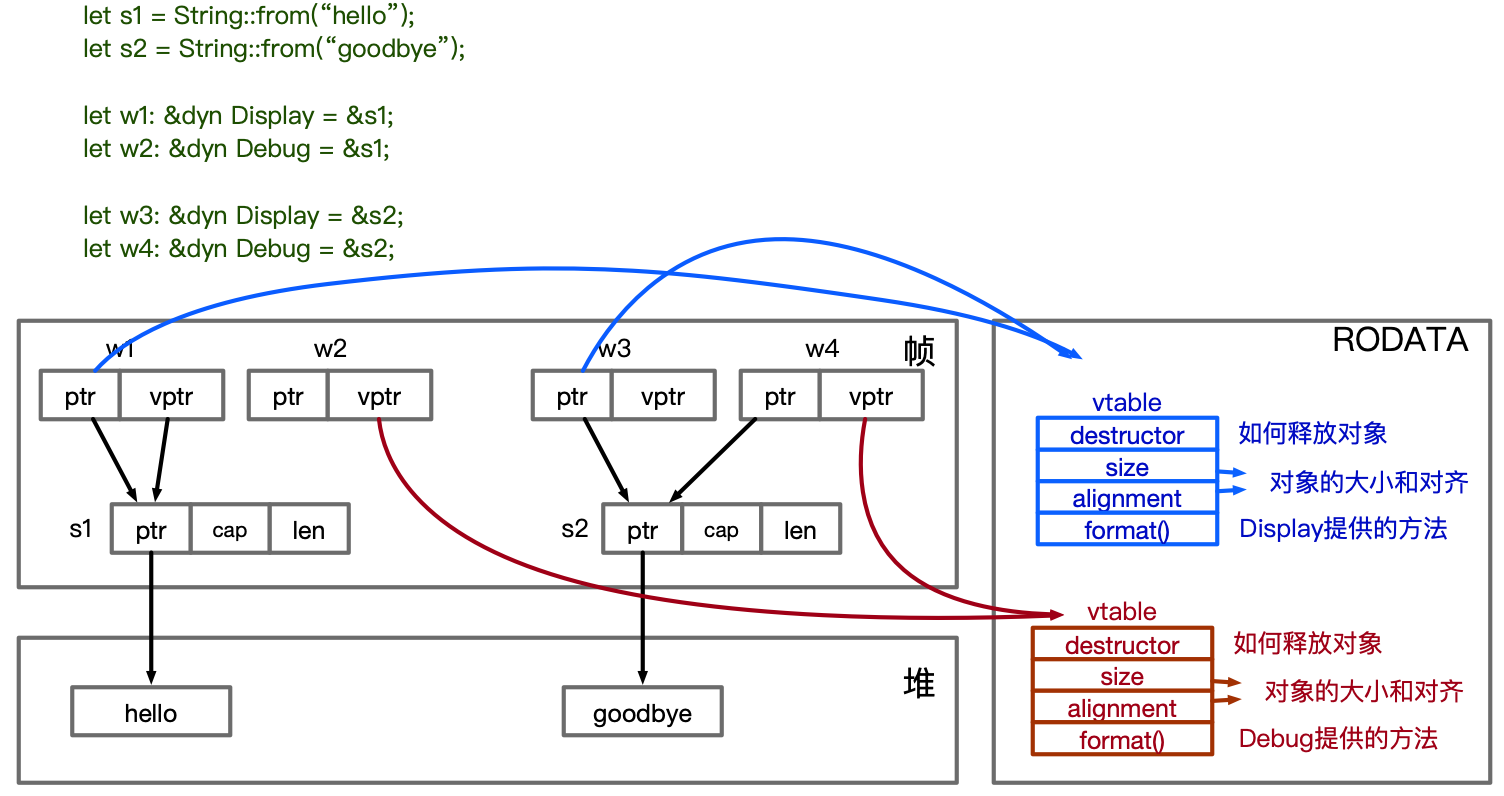 let s1 = String::from(“hello”);
let s2 = String::from(“goodbye”);
let w1: &dyn Display = &s1;
let w2: &dyn Debug = &s1;
let w3: &dyn Display = &s2;
let w4: &dyn Debug = &s2;
w1 w2 w3 w4 帧
ptr vptr ptr vptr ptr vptr ptr vptr
s1 ptr cap len s2 ptr cap len
堆
hello goodbye
RODATA
vtable
destructor 如何释放对象
size
对象的大小和对齐
alignment
format() Display提供的方法
vtable
destructor 如何释放对象
size
对象的大小和对齐
alignment
format() Debug提供的方法